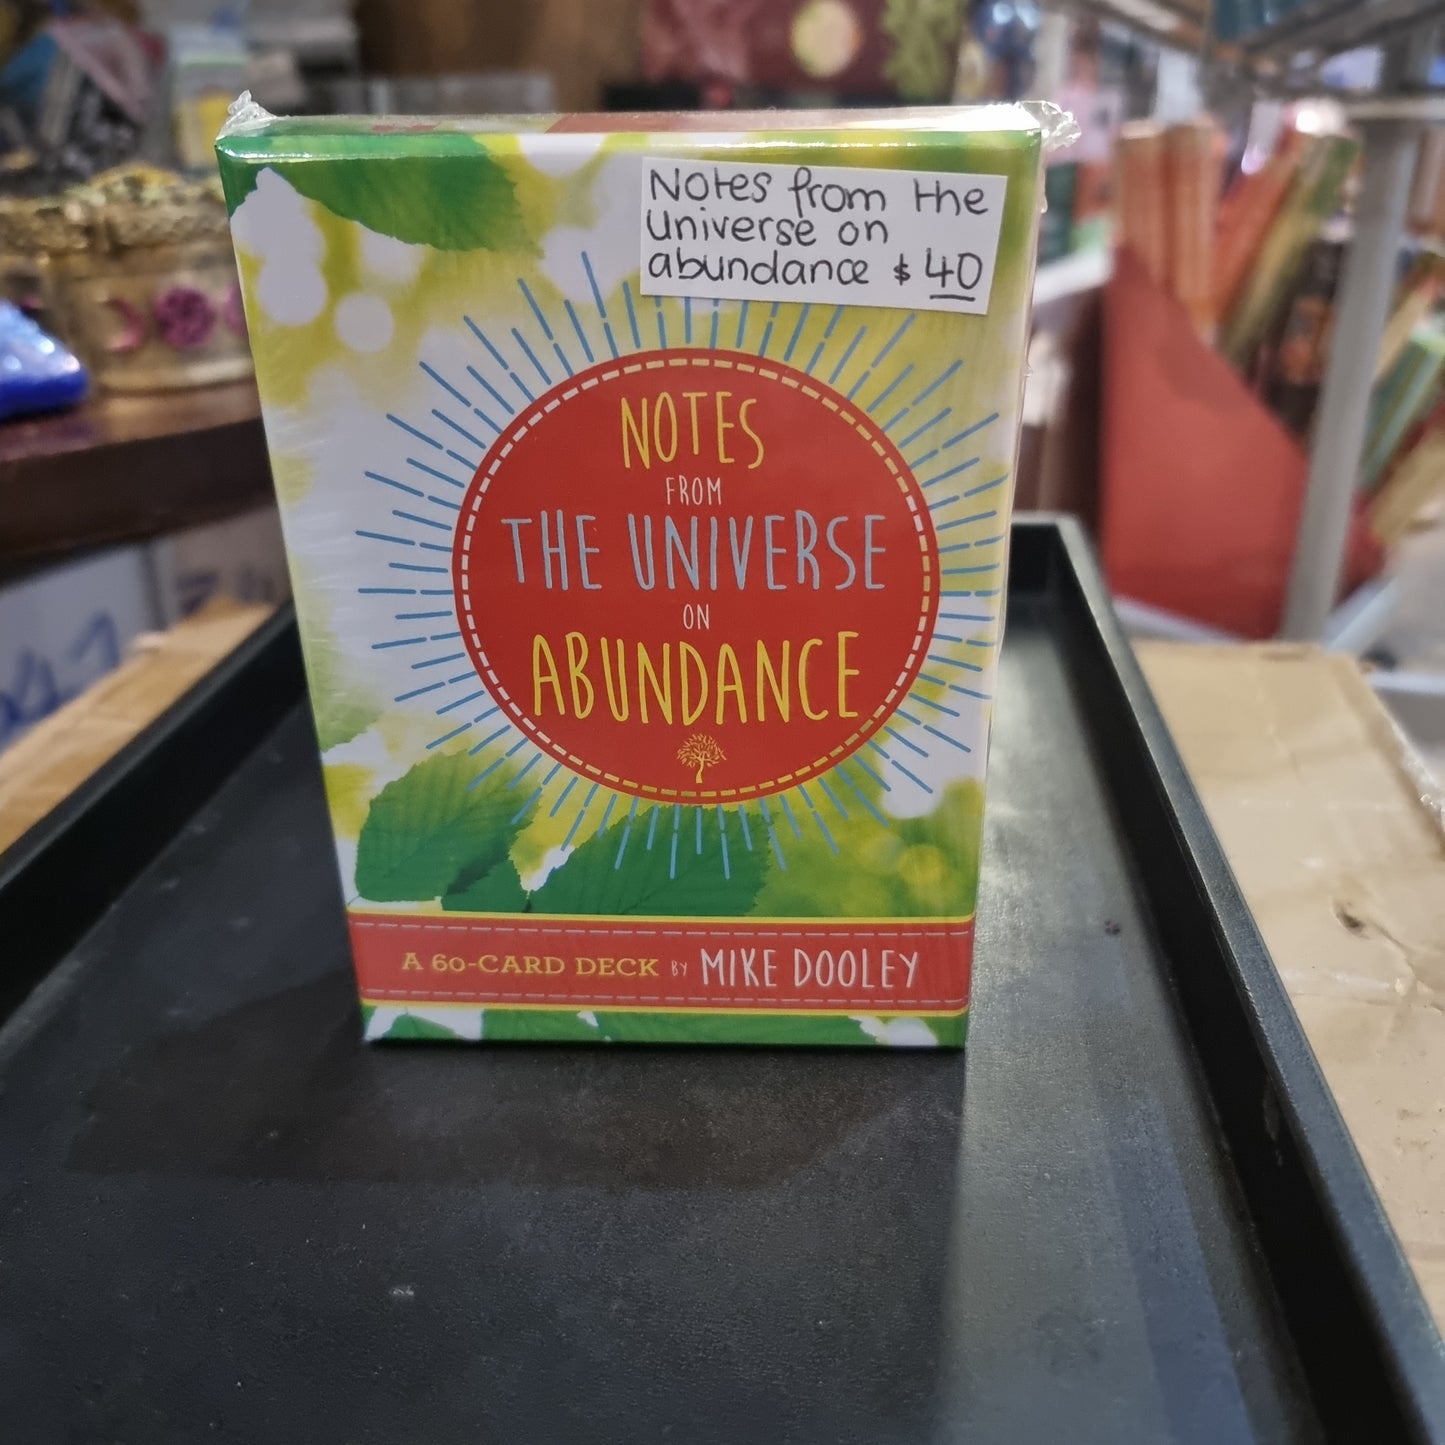 Notes from the
Universe on
abundance $ 40
NOTES
FROM
THE UNIVERSE
ON
ABUNDANCE
A 60-CARD DECK BY MIKE DOOLEY